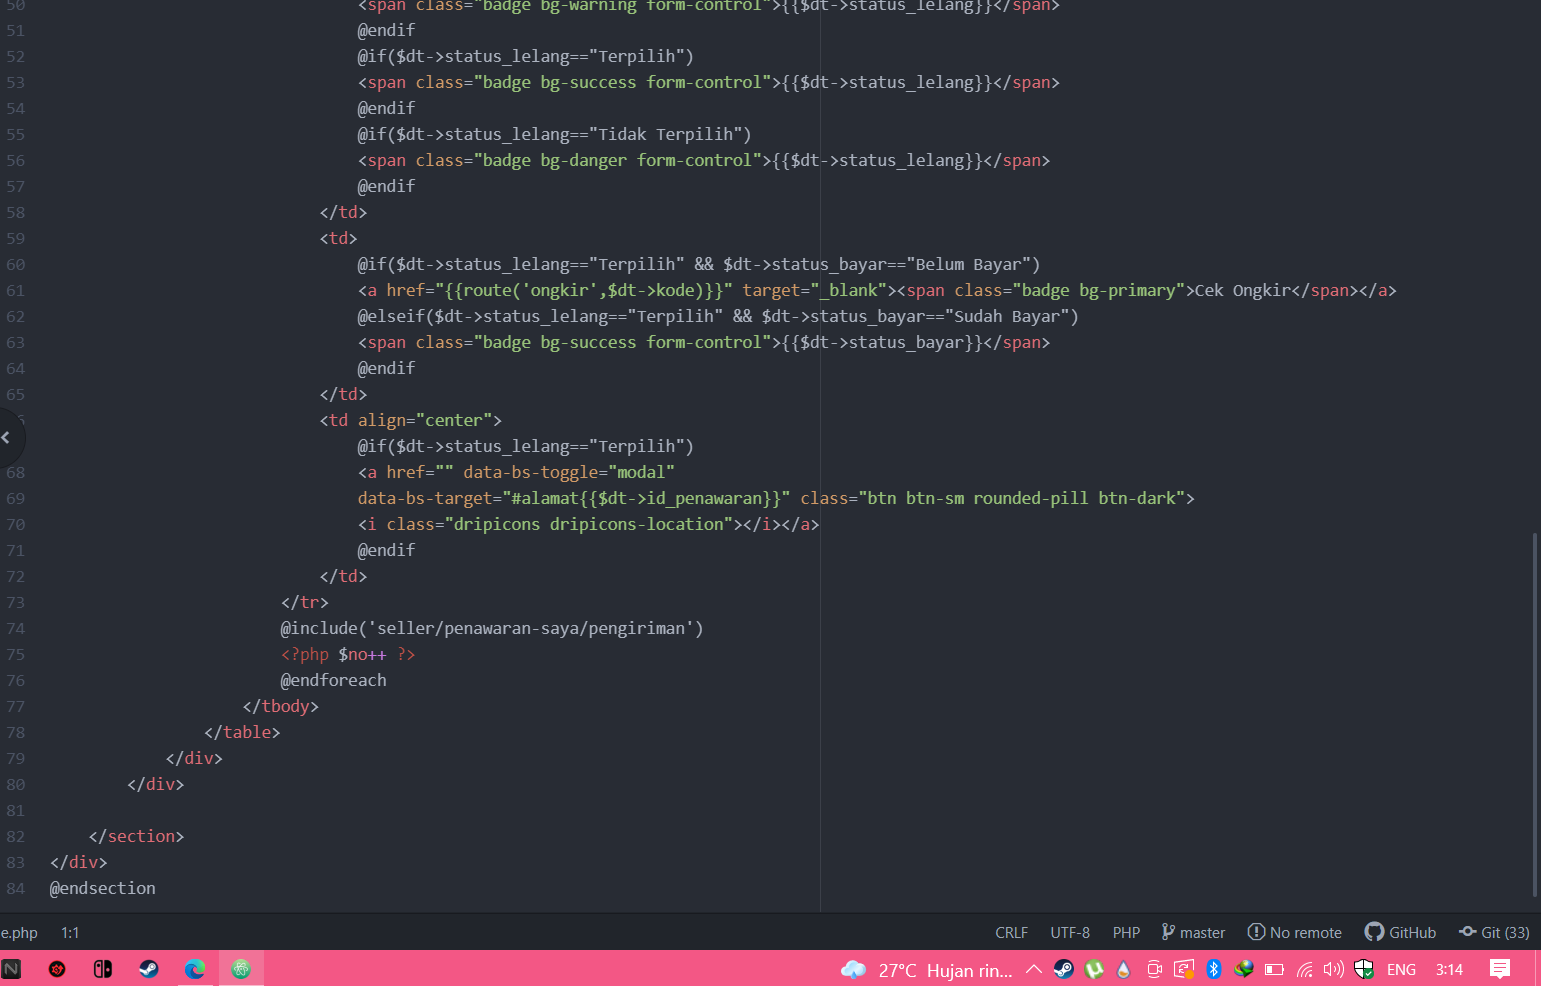 50 <span class="badge bg-warning form-control">{{$dt->status_lelang}}</span>
51 @endif
52 @if($dt->status_lelang=="Terpilih")
53 <span class="badge bg-success form-control">{{$dt->status_lelang}}</span>
54 @endif
55 @if($dt->status_lelang=="Tidak Terpilih")
56 <span class="badge bg-danger form-control">{{$dt->status_lelang}}</span>
57 @endif
58 </td>
59 <td>
60 @if($dt->status_lelang=="Terpilih" && $dt->status_bayar=="Belum Bayar")
61 <a href="{{route('ongkir',$dt->kode)}}" target="_blank"><span class="badge bg-primary">Cek Ongkir</span></a>
62 @elseif($dt->status_lelang=="Terpilih" && $dt->status_bayar=="Sudah Bayar")
63 <span class="badge bg-success form-control">{{$dt->status_bayar}}</span>
64 @endif
65 </td>
6 <td align="center">
@if($dt->status_lelang=="Terpilih")
68 <a href="" data-bs-toggle="modal"
69 data-bs-target="#alamat{{$dt->id_penawaran}}" class="btn btn-sm rounded-pill btn-dark">
70 <i class="dripicons dripicons-location"></i></a>
71 @endif
72 </td>
73 </tr>
74 @include('seller/penawaran-saya/pengiriman')
75 <?php $no++ ?>
76 @endforeach
77 </tbody>
78 </table>
79 </div>
80 </div>
81
82 </section>
83 </div>
84 @endsection
e.php 1:1 CRLF UTF-8 PHP master No remote GitHub Git (33)
27°C Hujan rin... ENG 3:14